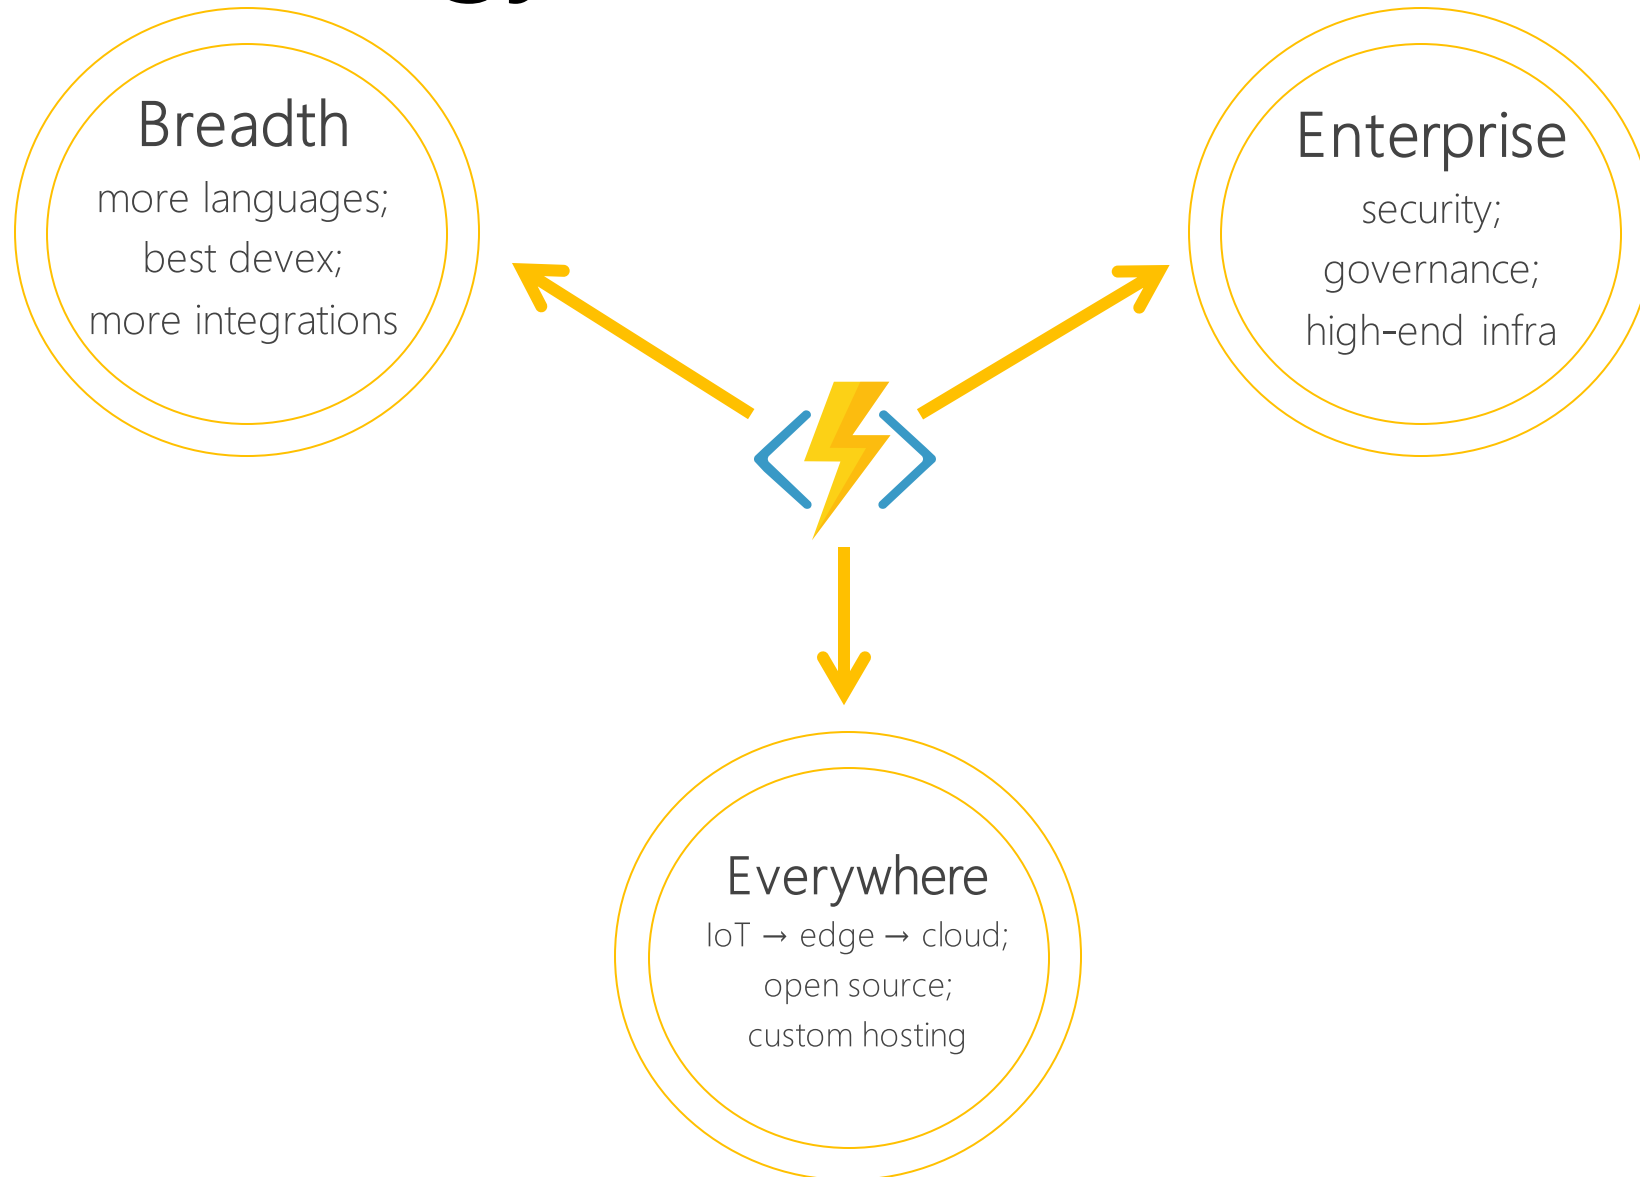 Breadth
more languages;
best devex;
more integrations
Enterprise
security;
governance;
high-end infra
Everywhere
IoT → edge → cloud;
open source;
custom hosting